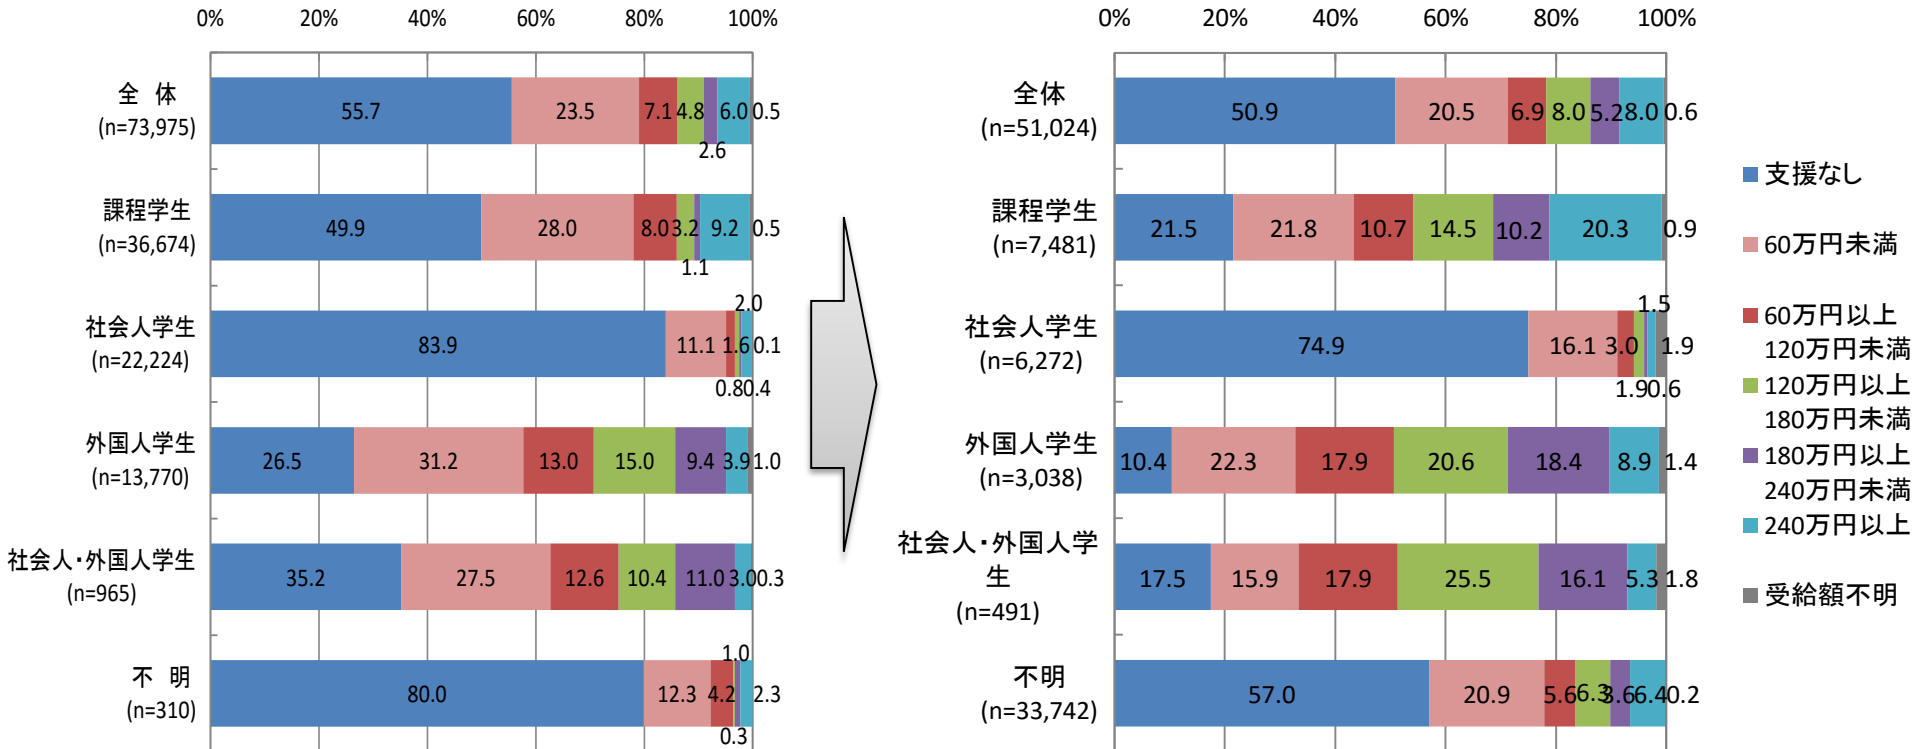 0% 20% 40% 60% 80% 100%
全 体
(n=73,975)
55.7 23.5 7.1 4.8 6.0 0.5
2.6
課程学生
(n=36,674)
49.9 28.0 8.0 3.2 9.2 0.5
1.1
2.0
社会人学生
(n=22,224)
83.9 11.1 1.6 0.1
0.8 0.4
外国人学生
(n=13,770)
26.5 31.2 13.0 15.0 9.4 3.9 1.0
社会人・外国人学生
(n=965)
35.2 27.5 12.6 10.4 11.0 3.0 0.3
1.0
不 明
(n=310)
80.0 12.3 4.2 2.3
0.3
0% 20% 40% 60% 80% 100%
全体
(n=51,024)
50.9 20.5 6.9 8.0 5.2 8.0 0.6
課程学生
(n=7,481)
21.5 21.8 10.7 14.5 10.2 20.3 0.9
1.5
社会人学生
(n=6,272)
74.9 16.1 3.0 1.9
1.9 0.6
外国人学生
(n=3,038)
10.4 22.3 17.9 20.6 18.4 8.9 1.4
社会人・外国人学
生
(n=491)
17.5 15.9 17.9 25.5 16.1 5.3 1.8
不明
(n=33,742)
57.0 20.9 5.6 6.3 3.6 6.4 0.2
支援なし
60万円未満
60万円以上
120万円未満
120万円以上
180万円未満
180万円以上
240万円未満
240万円以上
受給額不明